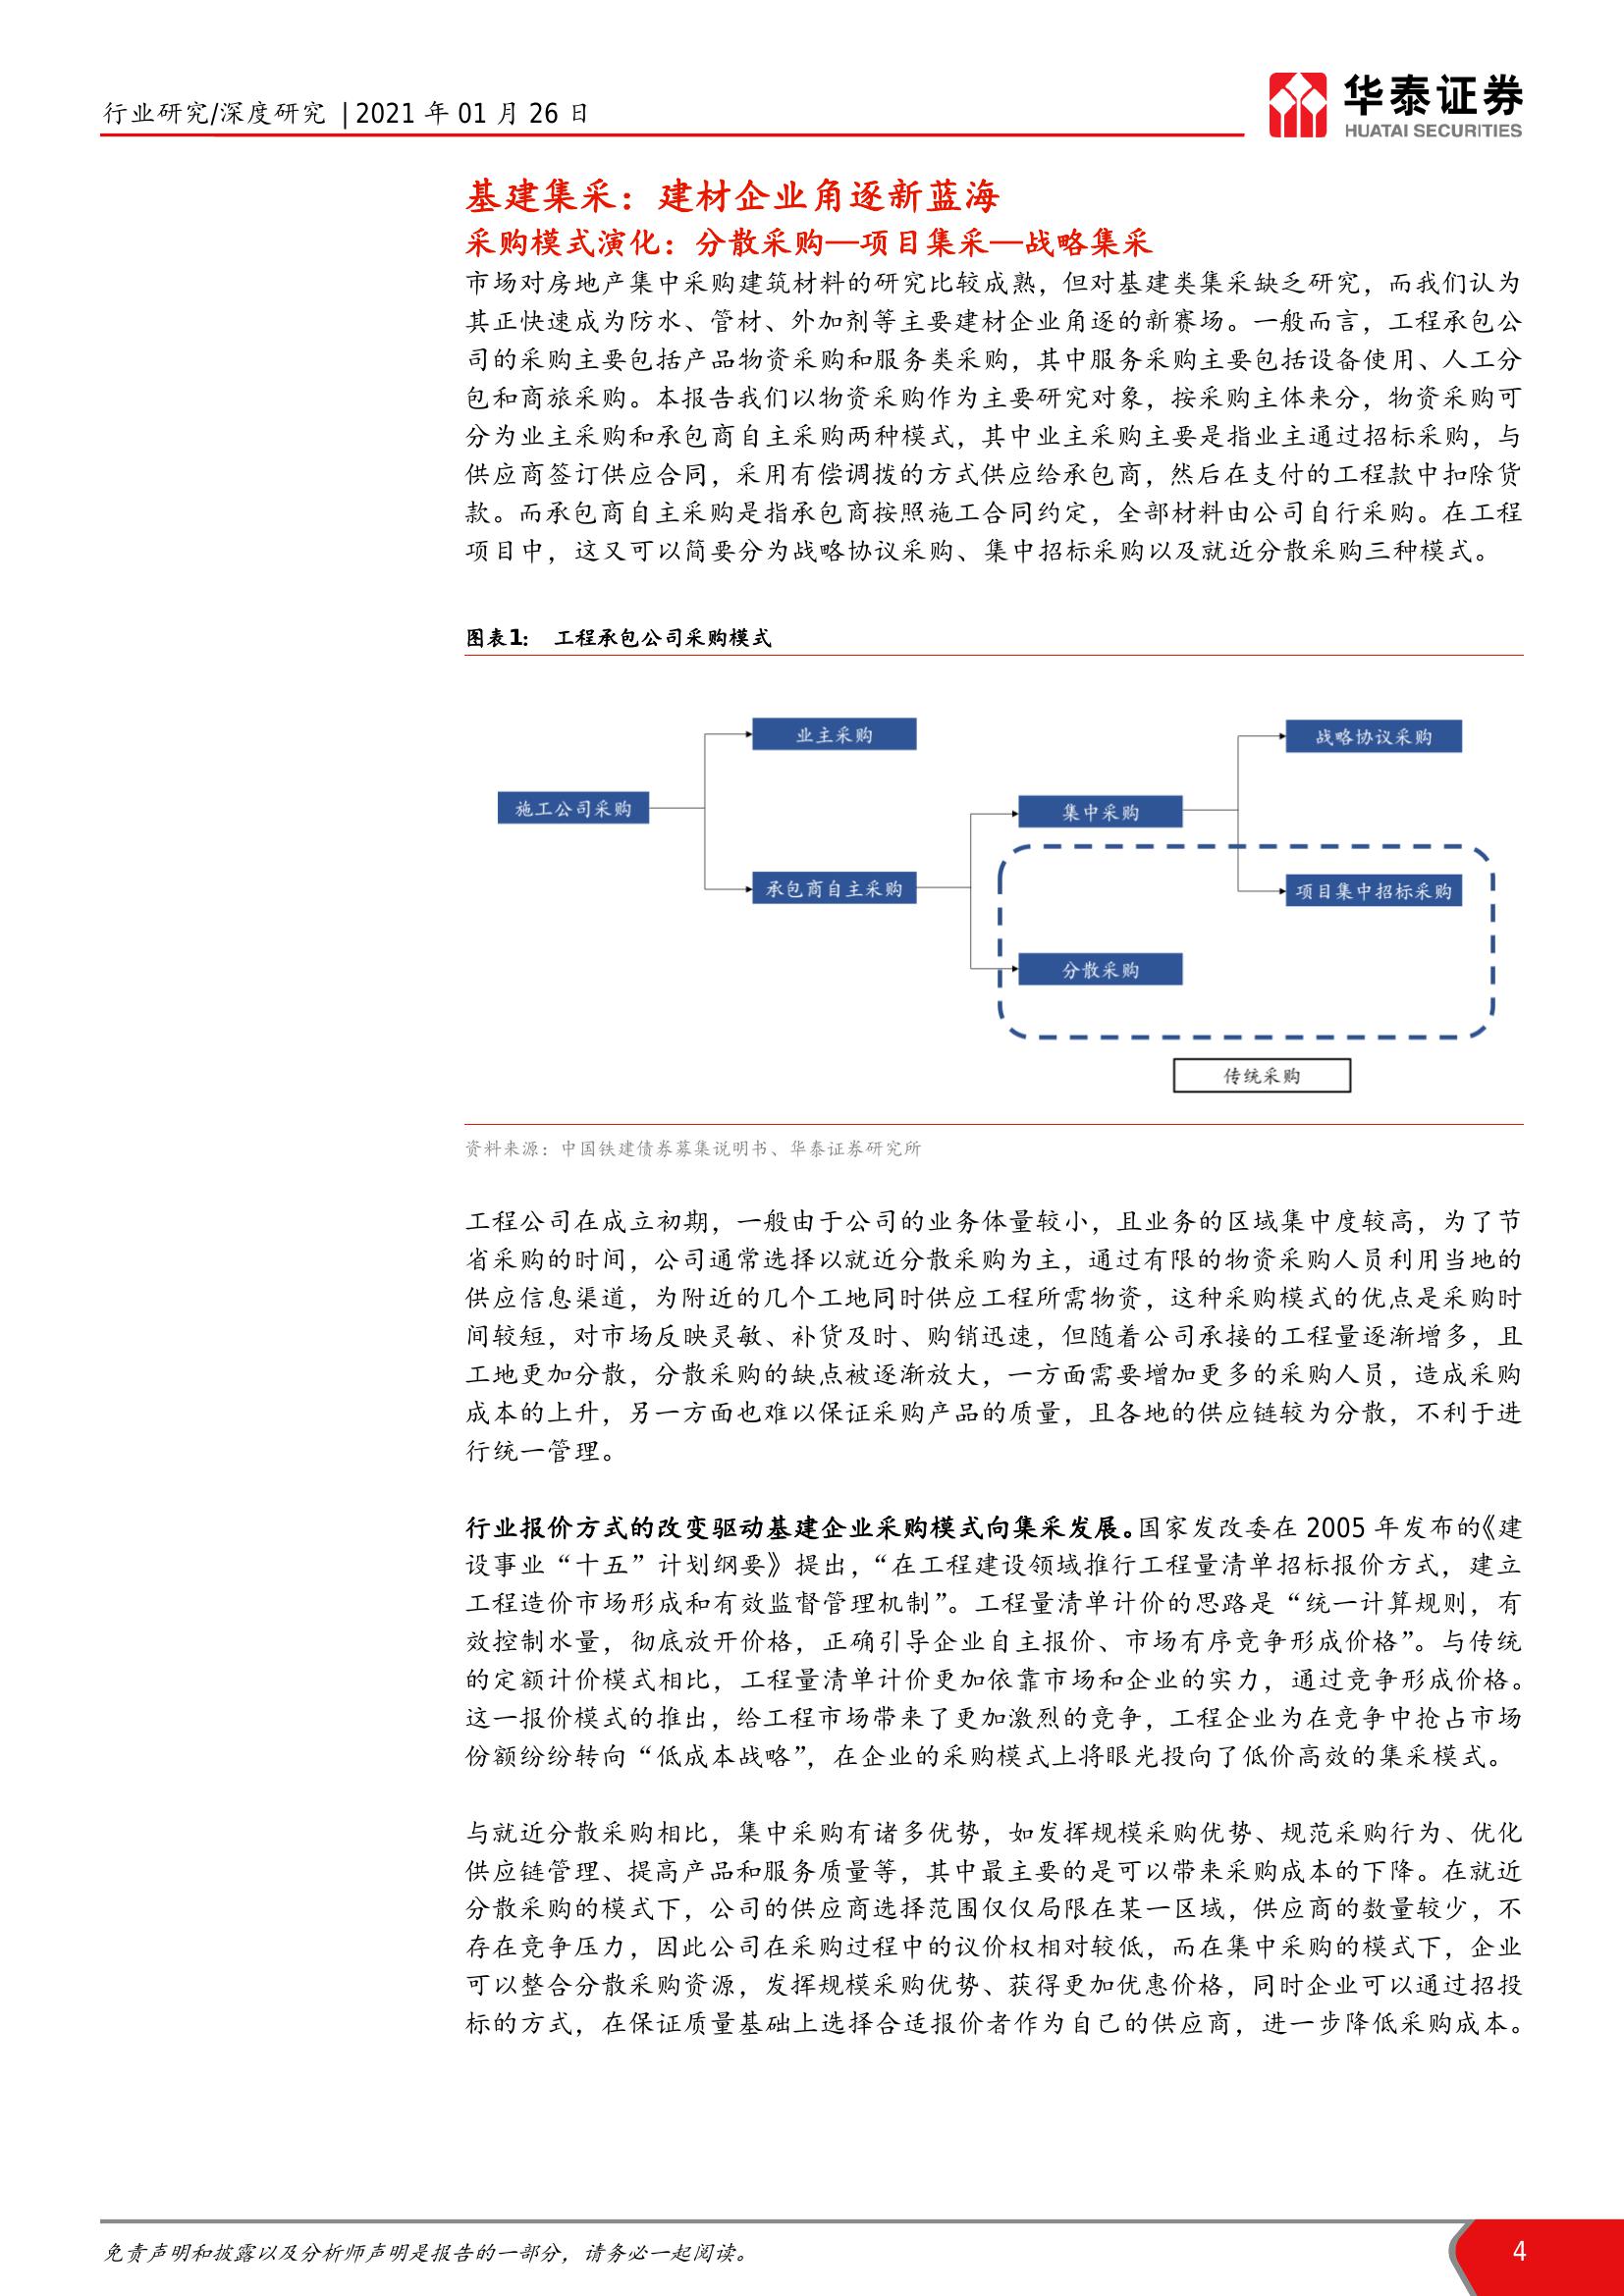 行业研究/深度研究 | 2021 年 01 月 26 日
华泰证券
HUATAI SECURITIES
基建集采：建材企业角逐新蓝海
采购模式演化：分散采购—项目集采—战略集采
市场对房地产集中采购建筑材料的研究比较成熟，但对基建类集采缺乏研究，而我们认为
其正快速成为防水、管材、外加剂等主要建材企业角逐的新赛场。一般而言，工程承包公
司的采购主要包括产品物资采购和服务类采购，其中服务采购主要包括设备使用、人工分
包和商旅采购。本报告我们以物资采购作为主要研究对象，按采购主体来分，物资采购可
分为业主采购和承包商自主采购两种模式，其中业主采购主要是指业主通过招标采购，与
供应商签订供应合同，采用有偿调拨的方式供应给承包商，然后在支付的工程款中扣除货
款。而承包商自主采购是指承包商按照施工合同约定，全部材料由公司自行采购。在工程
项目中，这又可以简要分为战略协议采购、集中招标采购以及就近分散采购三种模式。
图表1： 工程承包公司采购模式
业主采购
战略协议采购
施工公司采购
集中采购
承包商自主采购
项目集中招标采购
分散采购
传统采购
资料来源：中国铁建债券募集说明书、华泰证券研究所
工程公司在成立初期，一般由于公司的业务体量较小，且业务的区域集中度较高，为了节
省采购的时间，公司通常选择以就近分散采购为主，通过有限的物资采购人员利用当地的
供应信息渠道，为附近的几个工地同时供应工程所需物资，这种采购模式的优点是采购时
间较短，对市场反映灵敏、补货及时、购销迅速，但随着公司承接的工程量逐渐增多，且
工地更加分散，分散采购的缺点被逐渐放大，一方面需要增加更多的采购人员，造成采购
成本的上升，另一方面也难以保证采购产品的质量，且各地的供应链较为分散，不利于进
行统一管理。
行业报价方式的改变驱动基建企业采购模式向集采发展。国家发改委在 2005 年发布的《建
设事业“十五”计划纲要》提出，“在工程建设领域推行工程量清单招标报价方式，建立
工程造价市场形成和有效监督管理机制”。工程量清单计价的思路是“统一计算规则，有
效控制水量，彻底放开价格，正确引导企业自主报价、市场有序竞争形成价格”。与传统
的定额计价模式相比，工程量清单计价更加依靠市场和企业的实力，通过竞争形成价格。
这一报价模式的推出，给工程市场带来了更加激烈的竞争，工程企业为在竞争中抢占市场
份额纷纷转向“低成本战略”，在企业的采购模式上将眼光投向了低价高效的集采模式。
与就近分散采购相比，集中采购有诸多优势，如发挥规模采购优势、规范采购行为、优化
供应链管理、提高产品和服务质量等，其中最主要的是可以带来采购成本的下降。在就近
分散采购的模式下，公司的供应商选择范围仅仅局限在某一区域，供应商的数量较少，不
存在竞争压力，因此公司在采购过程中的议价权相对较低，而在集中采购的模式下，企业
可以整合分散采购资源，发挥规模采购优势、获得更加优惠价格，同时企业可以通过招投
标的方式，在保证质量基础上选择合适报价者作为自己的供应商，进一步降低采购成本。
免责声明和披露以及分析师声明是报告的一部分，请务必一起阅读。
4